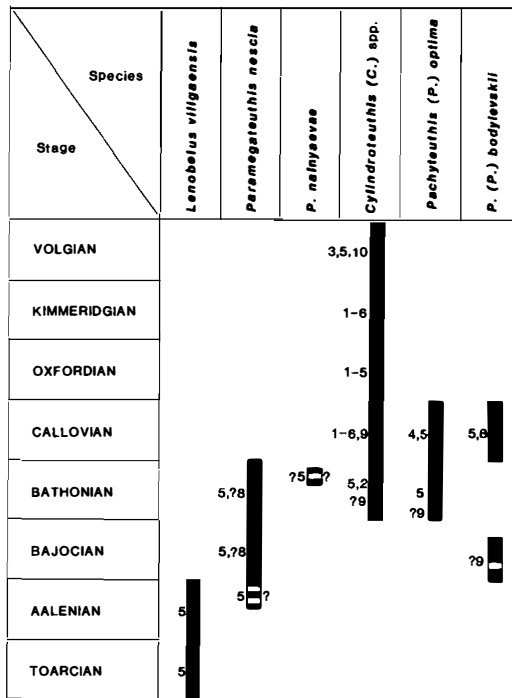 Species
Stage
Lenobelus viligaensis
Paramegateuthis nescia
P. nalnyaevae
Cylindroteuthis (C.) spp.
Pachyteuthis (P.) optima
P. (P.) bodylevskii
VOLGIAN
3,5,10
KIMMERIDGIAN
1-6
OXFORDIAN
1-5
CALLOVIAN
1-6,9
4,5
5,8
BATHONIAN
5,?8
?5 ?
5,2
?9
5
?9
BAJOCIAN
5,?8
?9
AALENIAN
5
5 ?
TOARCIAN
5